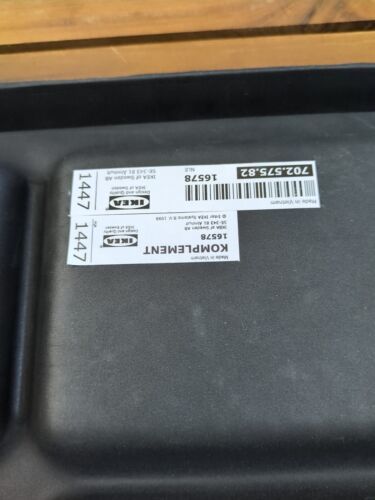 702.575.82
Made in Vietnam
16578
NLE
IKEA
Design and Quality
IKEA of Sweden
IKEA of Sweden AB
SE-343 81 Älmhult
1447
KOMPLEMENT
Made in Vietnam
16578
IKEA of Sweden AB
SE-343 81 Älmhult
© Inter IKEA Systems B.V. 1998
IKEA
®
Design and Quality
IKEA of Sweden
1447